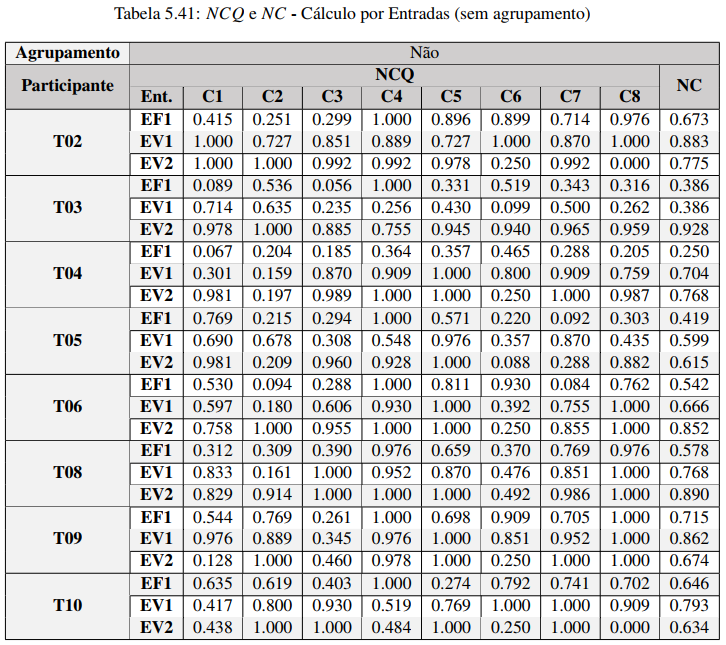 Tabela 5.41: NCQ e NC - Cálculo por Entradas (sem agrupamento)
Agrupamento Não
Participante NCQ NC
Ent. C1 C2 C3 C4 C5 C6 C7 C8
T02 EF1 0.415 0.251 0.299 1.000 0.896 0.899 0.714 0.976 0.673
EV1 1.000 0.727 0.851 0.889 0.727 1.000 0.870 1.000 0.883
EV2 1.000 1.000 0.992 0.992 0.978 0.250 0.992 0.000 0.775
T03 EF1 0.089 0.536 0.056 1.000 0.331 0.519 0.343 0.316 0.386
EV1 0.714 0.635 0.235 0.256 0.430 0.099 0.500 0.262 0.386
EV2 0.978 1.000 0.885 0.755 0.945 0.940 0.965 0.959 0.928
T04 EF1 0.067 0.204 0.185 0.364 0.357 0.465 0.288 0.205 0.250
EV1 0.301 0.159 0.870 0.909 1.000 0.800 0.909 0.759 0.704
EV2 0.981 0.197 0.989 1.000 1.000 0.250 1.000 0.987 0.768
T05 EF1 0.769 0.215 0.294 1.000 0.571 0.220 0.092 0.303 0.419
EV1 0.690 0.678 0.308 0.548 0.976 0.357 0.870 0.435 0.599
EV2 0.981 0.209 0.960 0.928 1.000 0.088 0.288 0.882 0.615
T06 EF1 0.530 0.094 0.288 1.000 0.811 0.930 0.084 0.762 0.542
EV1 0.597 0.180 0.606 0.930 1.000 0.392 0.755 1.000 0.666
EV2 0.758 1.000 0.955 1.000 1.000 0.250 0.855 1.000 0.852
T08 EF1 0.312 0.309 0.390 0.976 0.659 0.370 0.769 0.976 0.578
EV1 0.833 0.161 1.000 0.952 0.870 0.476 0.851 1.000 0.768
EV2 0.829 0.914 1.000 1.000 1.000 0.492 0.986 1.000 0.890
T09 EF1 0.544 0.769 0.261 1.000 0.698 0.909 0.705 1.000 0.715
EV1 0.976 0.889 0.345 0.976 1.000 0.851 0.952 1.000 0.862
EV2 0.128 1.000 0.460 0.978 1.000 0.250 1.000 1.000 0.674
T10 EF1 0.635 0.619 0.403 1.000 0.274 0.792 0.741 0.702 0.646
EV1 0.417 0.800 0.930 0.519 0.769 1.000 1.000 0.909 0.793
EV2 0.438 1.000 1.000 0.484 1.000 0.250 1.000 0.000 0.634